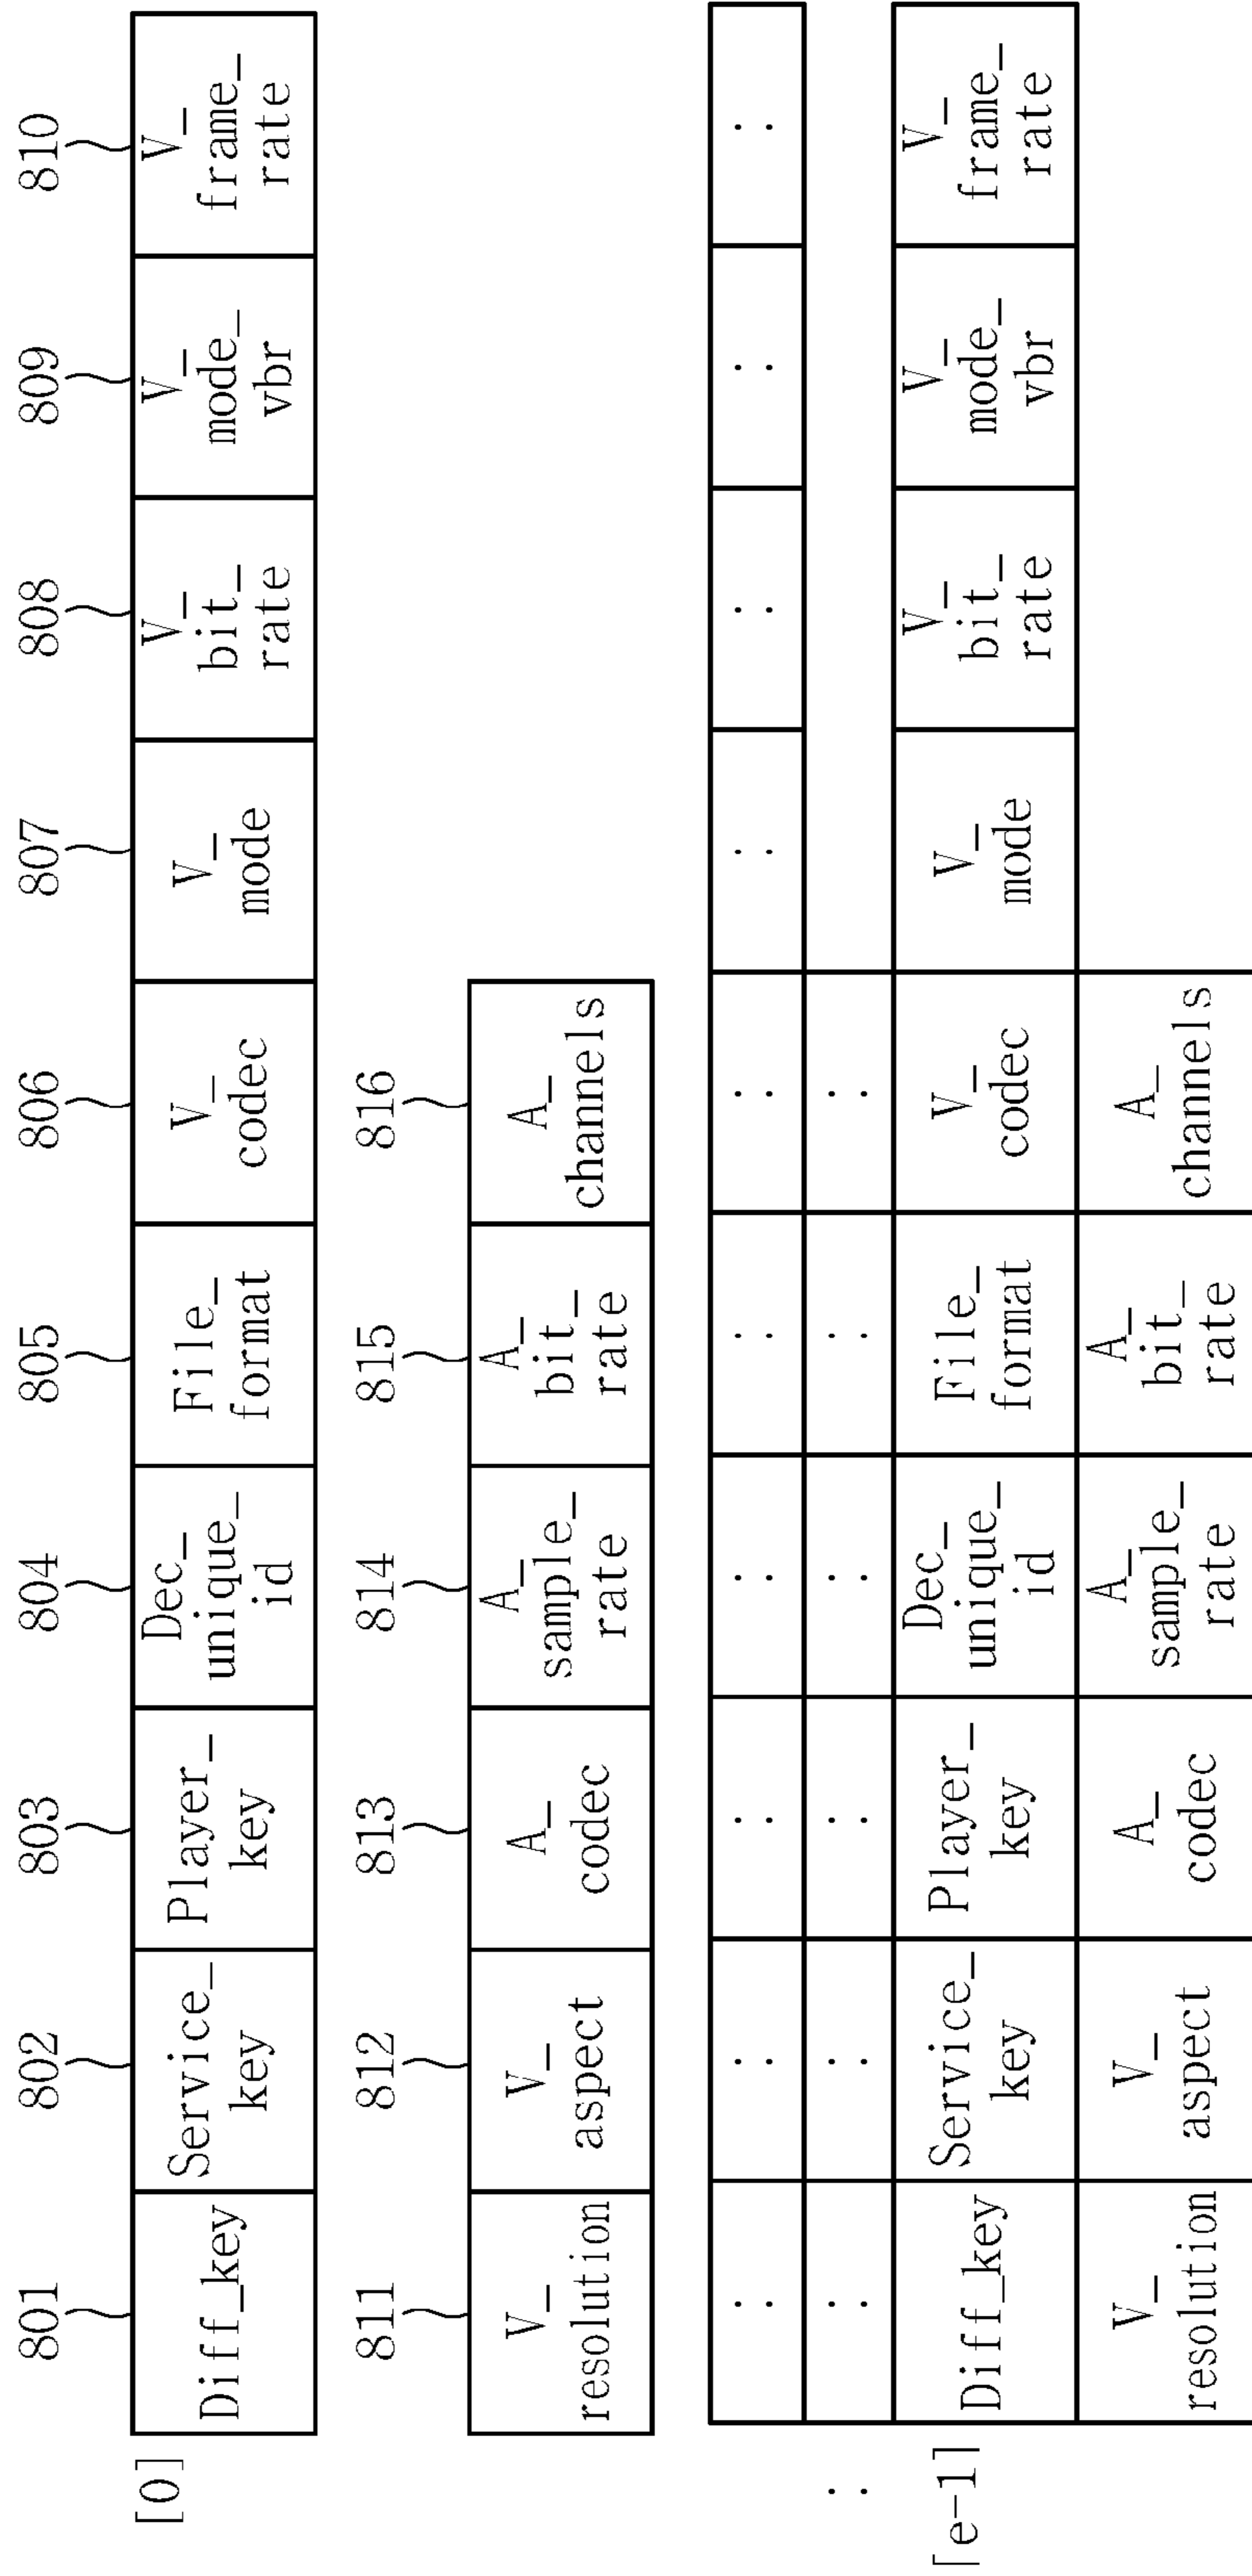 801 802 803 804 805 806 807 808 809 810
[0]
Diff_key
Service_
key
Player_
key
Dec_
unique_
id
File_
format
V_
codec
V_
mode
V_
bit_
rate
V_
mode_
vbr
V_
frame_
rate
811 812 813 814 815 816
V_
resolution
V_
aspect
A_
codec
A_
sample_
rate
A_
bit_
rate
A_
channels
: : : : : : : : : :
: : : : : : :
[e-1]
Diff_key
Service_
key
Player_
key
Dec_
unique_
id
File_
format
V_
codec
V_
mode
V_
bit_
rate
V_
mode_
vbr
V_
frame_
rate
V_
resolution
V_
aspect
A_
codec
A_
sample_
rate
A_
bit_
rate
A_
channels